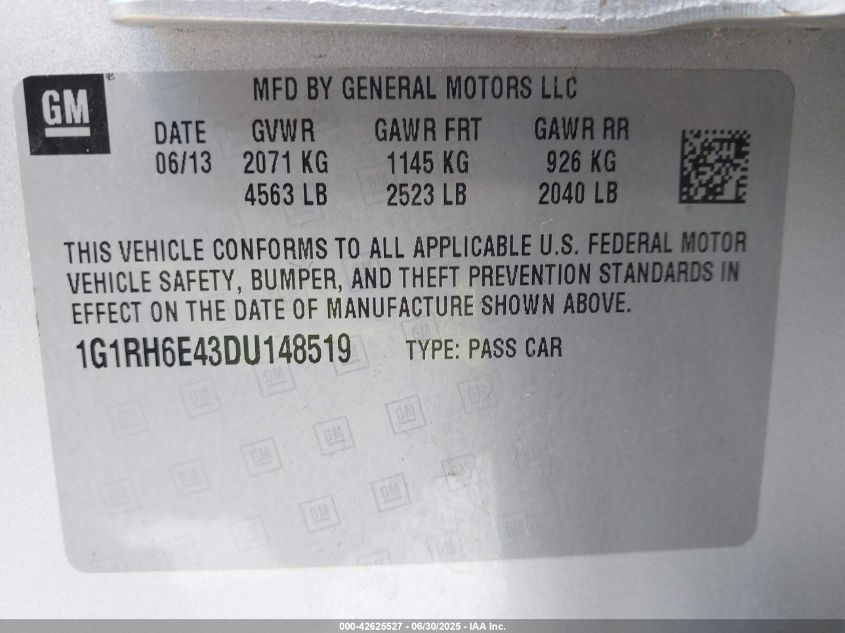 GM
MFD BY GENERAL MOTORS LLC
DATE GVWR GAWR FRT GAWR RR
06/13 2071 KG 1145 KG 926 KG
4563 LB 2523 LB 2040 LB
THIS VEHICLE CONFORMS TO ALL APPLICABLE U.S. FEDERAL MOTOR
VEHICLE SAFETY, BUMPER, AND THEFT PREVENTION STANDARDS IN
EFFECT ON THE DATE OF MANUFACTURE SHOWN ABOVE.
1G1RH6E43DU148519 TYPE: PASS CAR
000-42625527 - 06/30/2025 - IAA Inc.